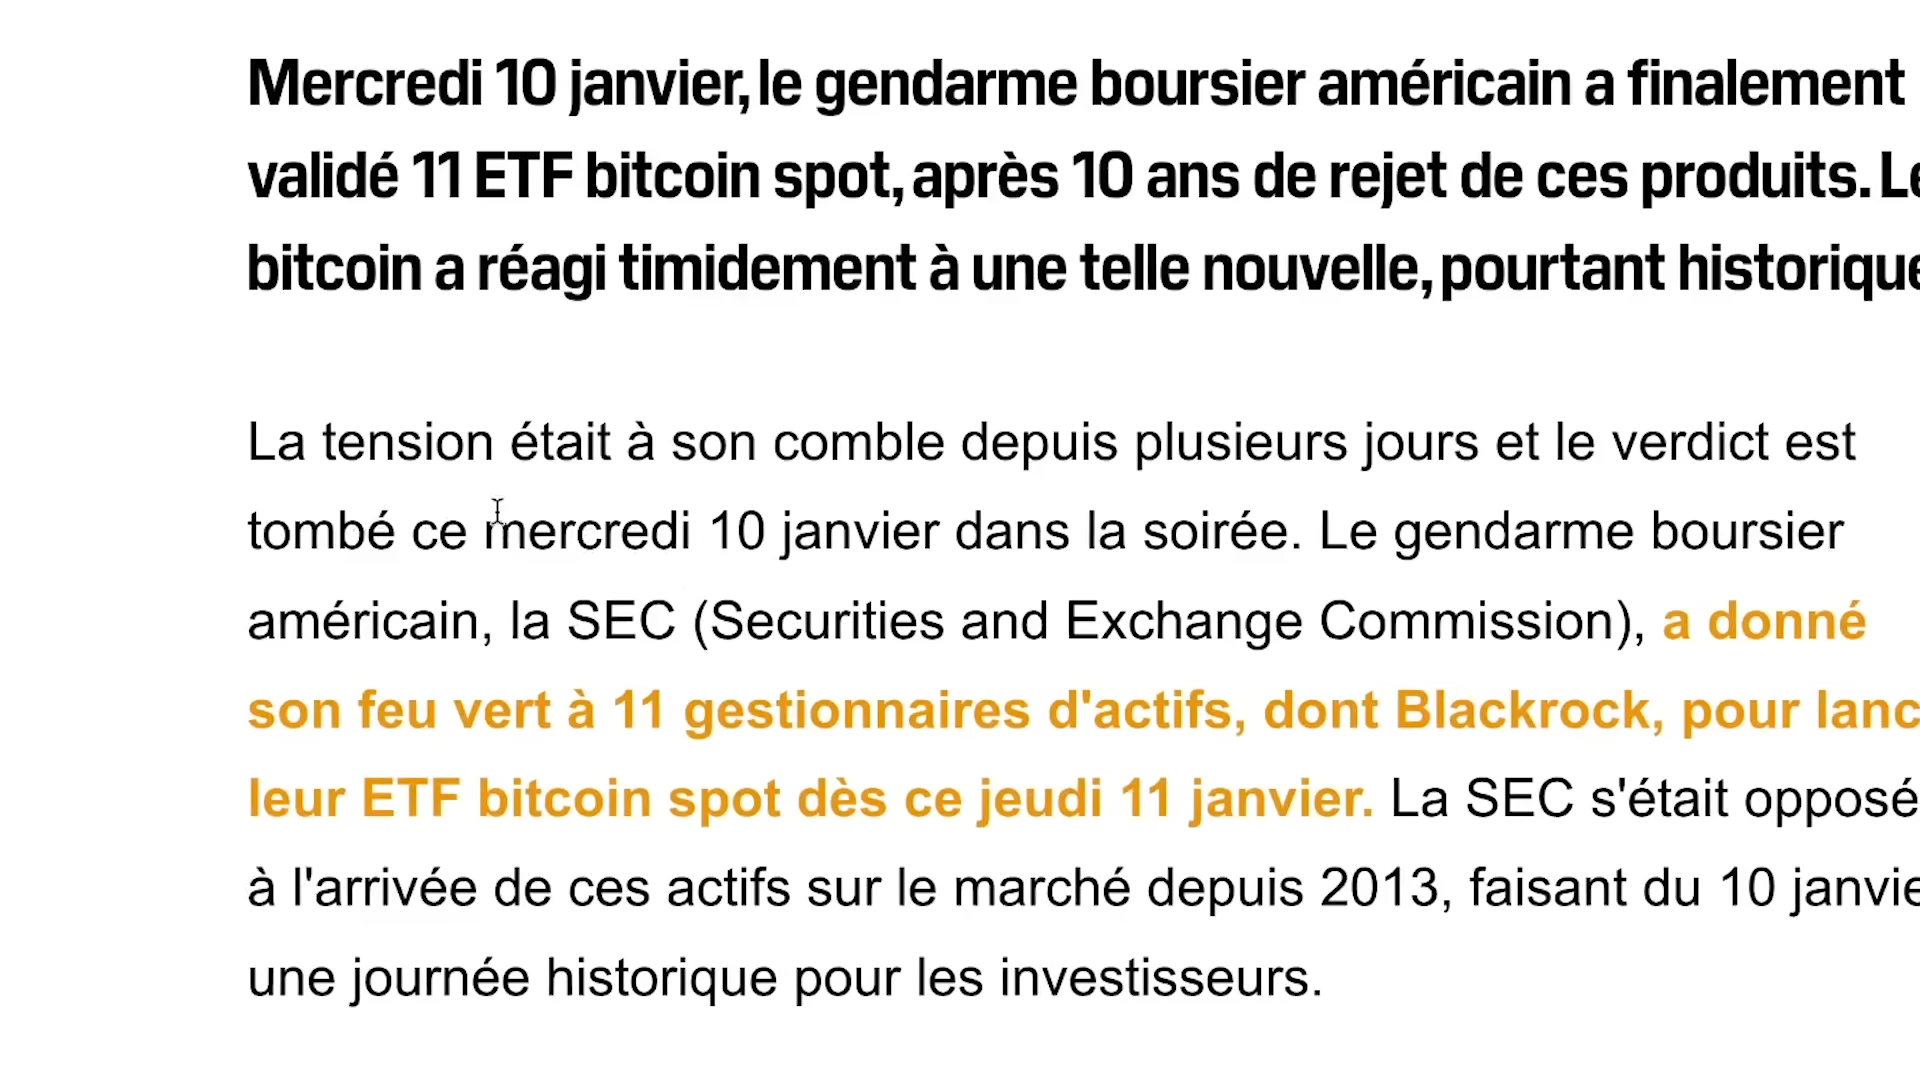 Mercredi 10 janvier, le gendarme boursier américain a finalement
validé 11 ETF bitcoin spot, après 10 ans de rejet de ces produits. Le
bitcoin a réagi timidement à une telle nouvelle, pourtant historique
La tension était à son comble depuis plusieurs jours et le verdict est
tombé ce mercredi 10 janvier dans la soirée. Le gendarme boursier
américain, la SEC (Securities and Exchange Commission), a donné
son feu vert à 11 gestionnaires d'actifs, dont Blackrock, pour lanc
leur ETF bitcoin spot dès ce jeudi 11 janvier. La SEC s'était opposé
à l'arrivée de ces actifs sur le marché depuis 2013, faisant du 10 janvie
une journée historique pour les investisseurs.